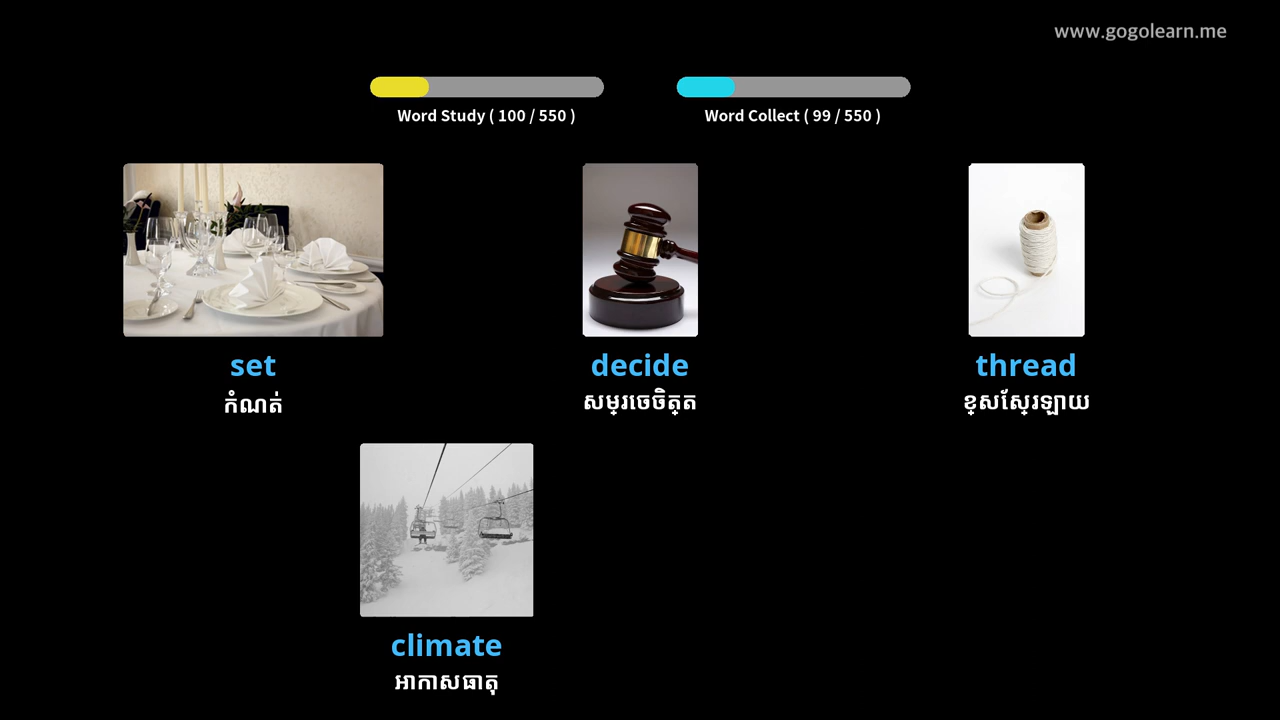 www.gogolearn.me
Word Study ( 100 / 550 )
Word Collect ( 99 / 550 )
set
decide
thread
កំណត់
សម្រេចចិត្ត
ខ្សែស្រឡាយ
climate
អាកាសធាតុ